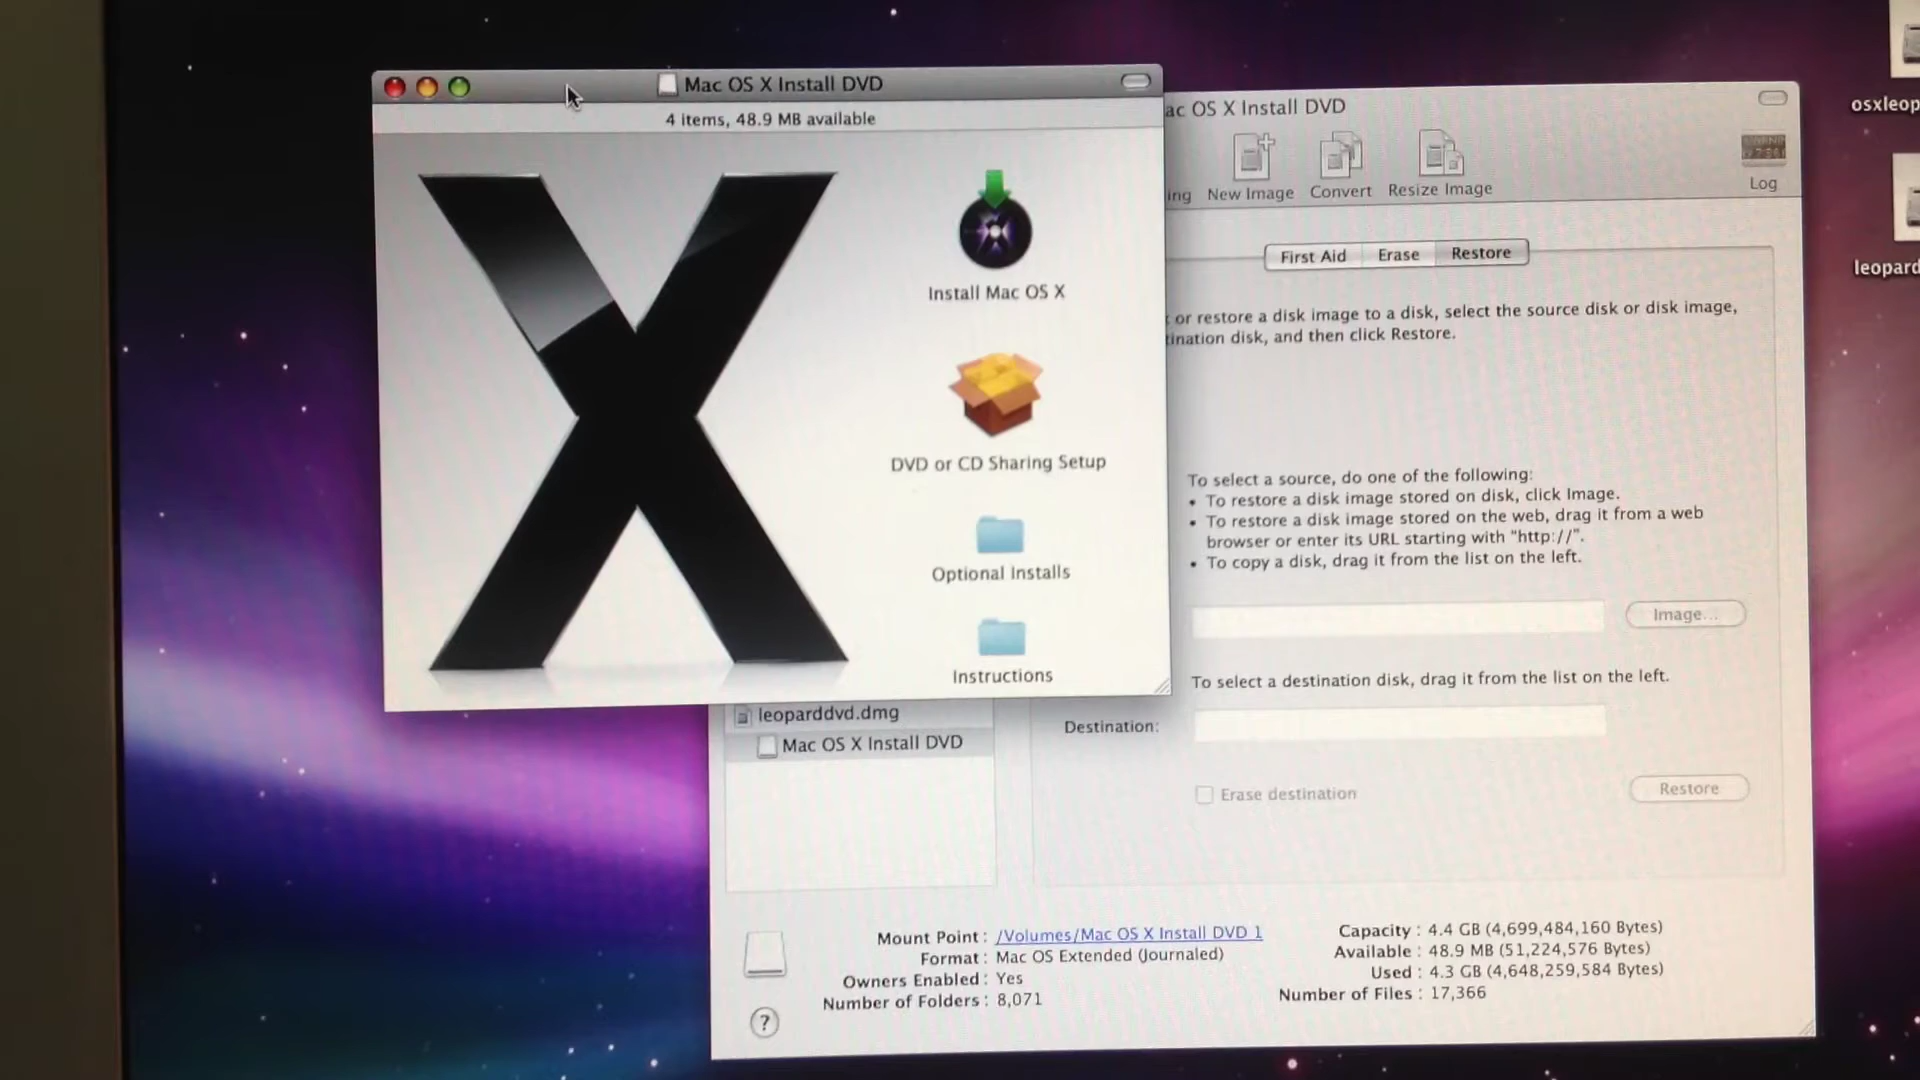 Mac OS X Install DVD
4 items, 48.9 MB available
Install Mac OS X
DVD or CD Sharing Setup
Optional Installs
Instructions
ac OS X Install DVD
ing
New Image
Convert
Resize Image
Log
First Aid
Erase
Restore
or restore a disk image to a disk, select the source disk or disk image,
tination disk, and then click Restore.
To select a source, do one of the following:
• To restore a disk image stored on disk, click Image.
• To restore a disk image stored on the web, drag it from a web
browser or enter its URL starting with "http://".
• To copy a disk, drag it from the list on the left.
Image...
To select a destination disk, drag it from the list on the left.
Destination:
Erase destination
Restore
leoparddvd.dmg
Mac OS X Install DVD
Mount Point : /Volumes/Mac OS X Install DVD 1
Format : Mac OS Extended (Journaled)
Owners Enabled : Yes
Number of Folders : 8,071
Capacity : 4.4 GB (4,699,484,160 Bytes)
Available : 48.9 MB (51,224,576 Bytes)
Used : 4.3 GB (4,648,259,584 Bytes)
Number of Files : 17,366
?
osxleop
leopard